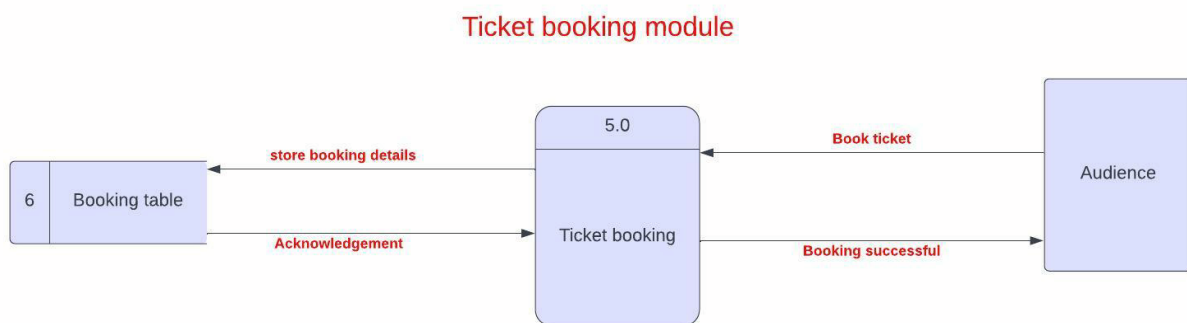 Ticket booking module
5.0
Book ticket
store booking details
Audience
6
Booking table
Ticket booking
Acknowledgement
Booking successful